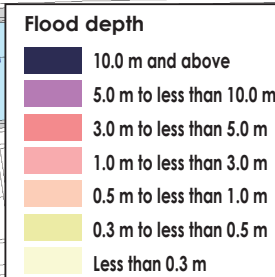 Flood depth
10.0 m and above
5.0 m to less than 10.0 m
3.0 m to less than 5.0 m
1.0 m to less than 3.0 m
0.5 m to less than 1.0 m
0.3 m to less than 0.5 m
Less than 0.3 m